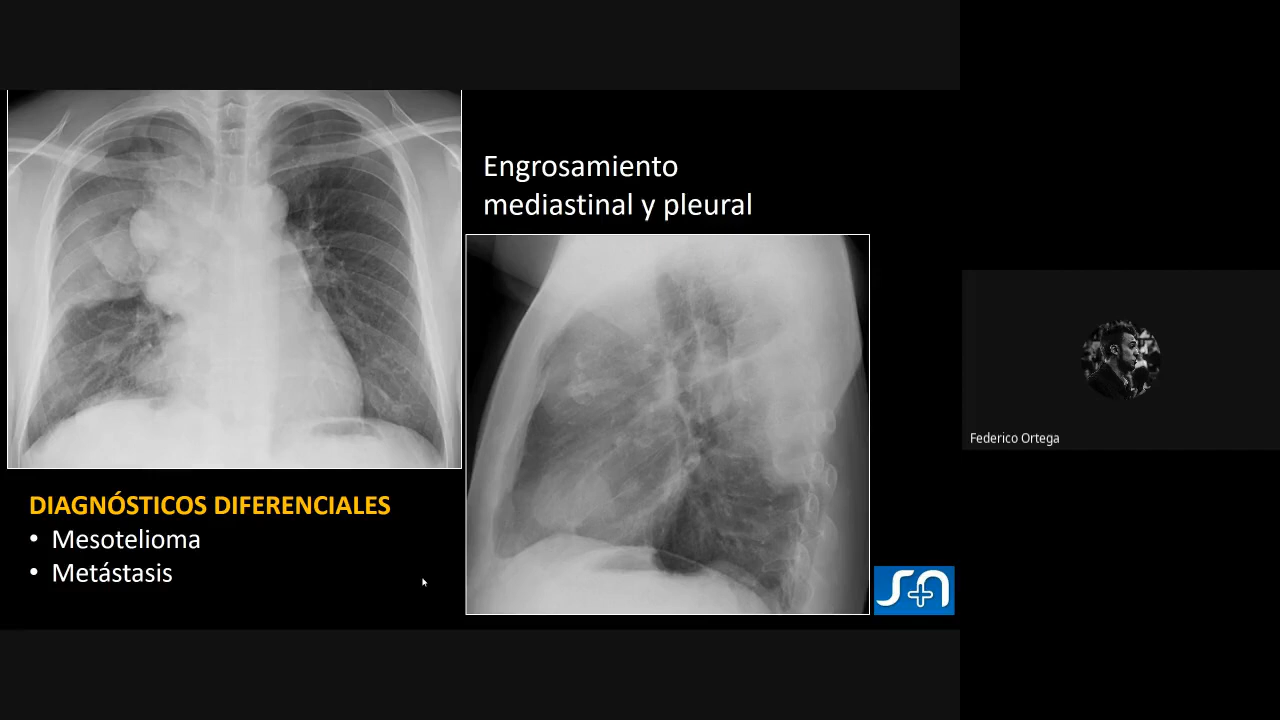 Engrosamiento
mediastinal y pleural
DIAGNÓSTICOS DIFERENCIALES
• Mesotelioma
• Metástasis
Federico Ortega